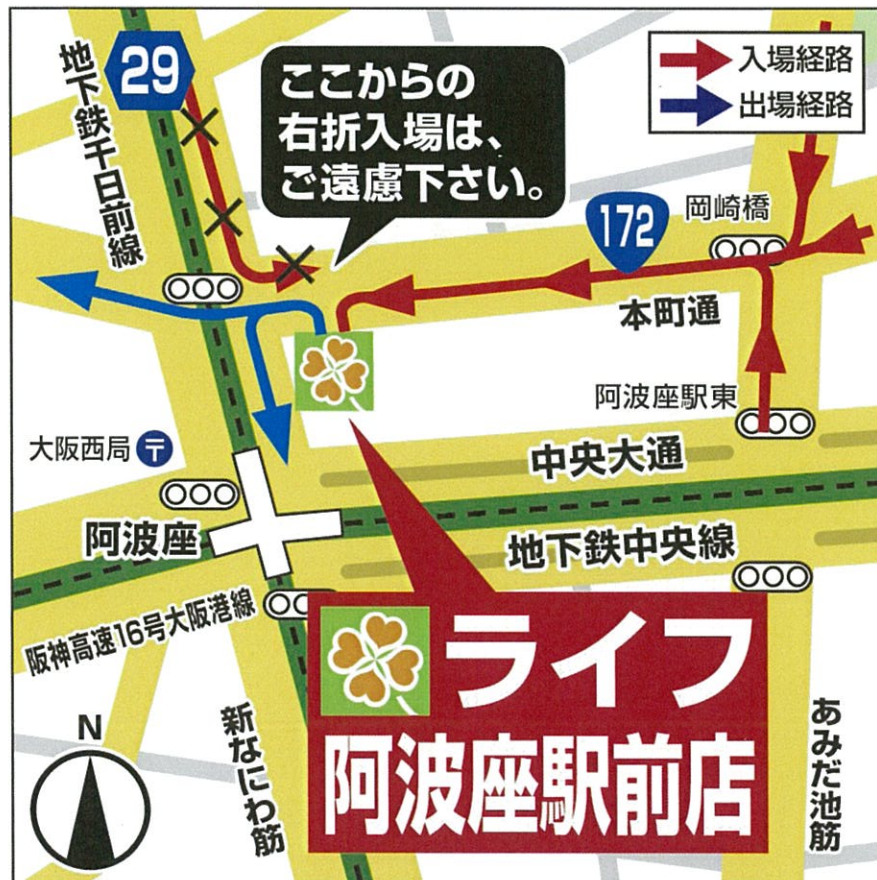 29
地下鉄千日前線
ここからの
右折入場は、
ご遠慮下さい。
入場経路
出場経路
172
岡崎橋
本町通
阿波座駅東
大阪西局
〒
中央大通
阿波座
地下鉄中央線
阪神高速16号大阪港線
ライフ
阿波座駅前店
新なにわ筋
あみだ池筋
N